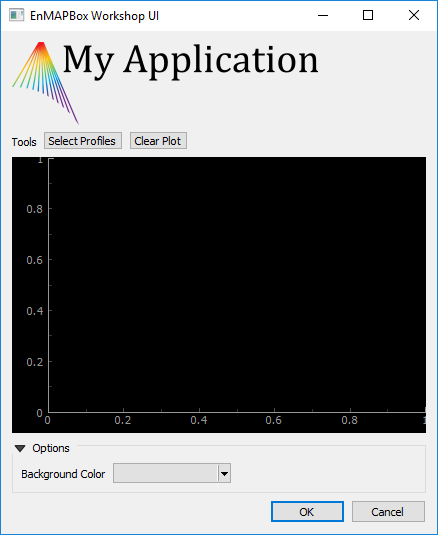 EnMAPBox Workshop UI
My Application
Tools Select Profiles Clear Plot
1
0.8
0.6
0.4
0.2
0
0 0.2 0.4 0.6 0.8 1
Options
Background Color
OK Cancel